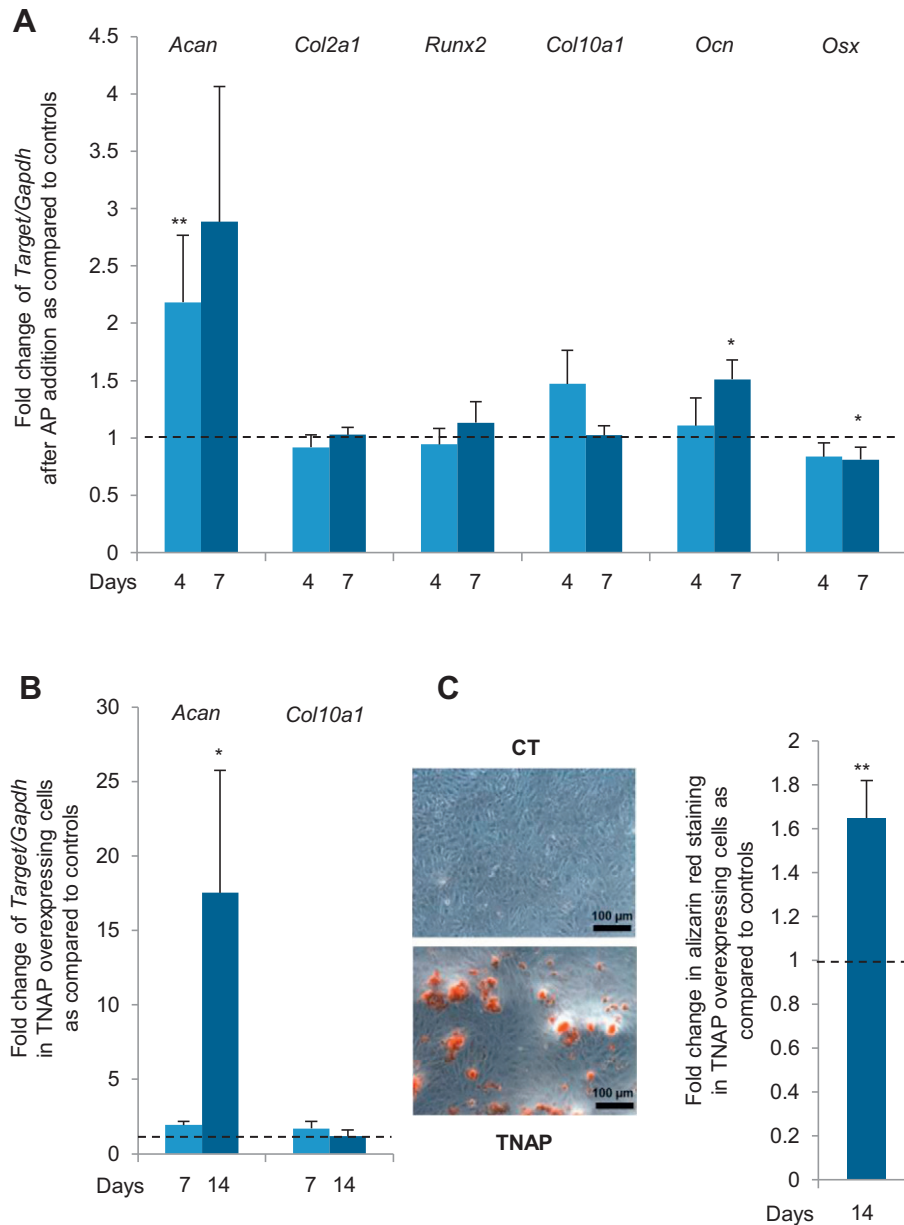 A
Acan Col2a1 Runx2 Col10a1 Ocn Osx
Fold change of Target/Gapdh
after AP addition as compared to controls
4.5
4
3.5
3
2.5
2
1.5
1
0.5
0
**
*
*
Days 4 7 4 7 4 7 4 7 4 7 4 7
B
Acan Col10a1
Fold change of Target/Gapdh
in TNAP overexpressing cells
as compared to controls
30
25
20
15
10
5
0
*
Days 7 14 7 14
C
CT
100 µm
100 µm
TNAP
Fold change in alizarin red staining
in TNAP overexpressing cells as
compared to controls
2
1.8
1.6
1.4
1.2
1
0.8
0.6
0.4
0.2
0
**
Days 14